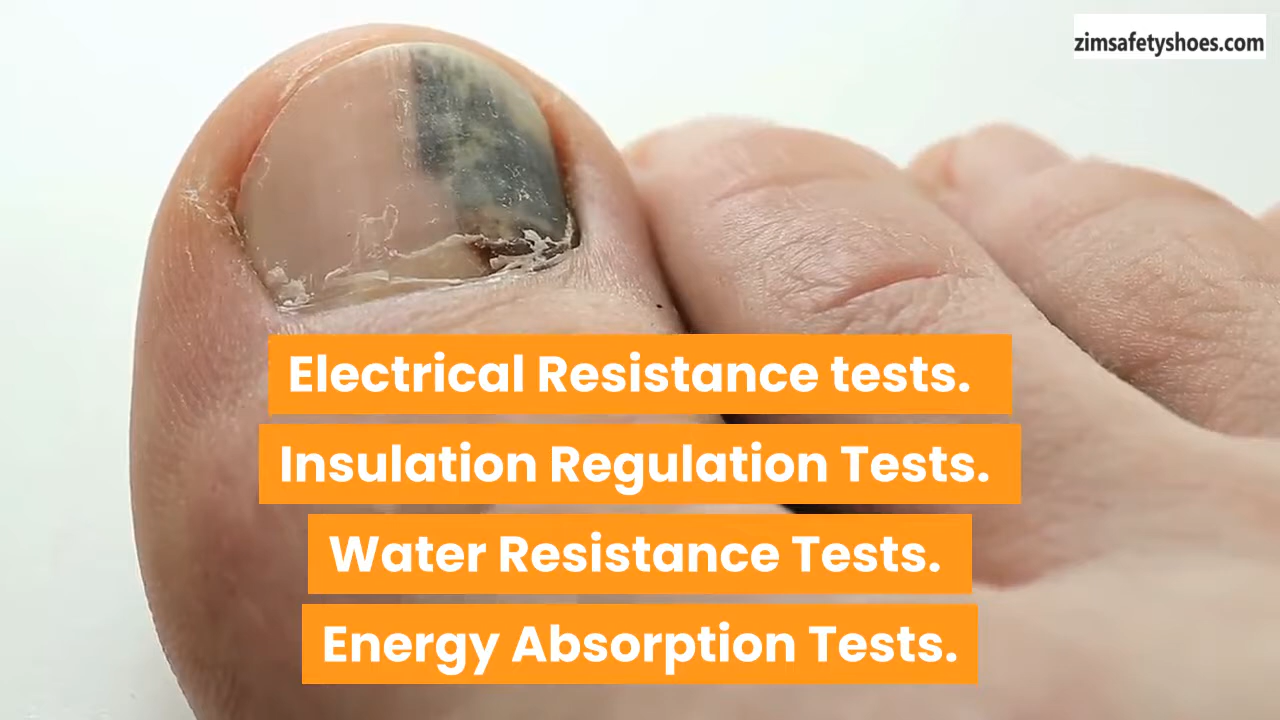 zimsafetyshoes.com
Electrical Resistance tests.
Insulation Regulation Tests.
Water Resistance Tests.
Energy Absorption Tests.